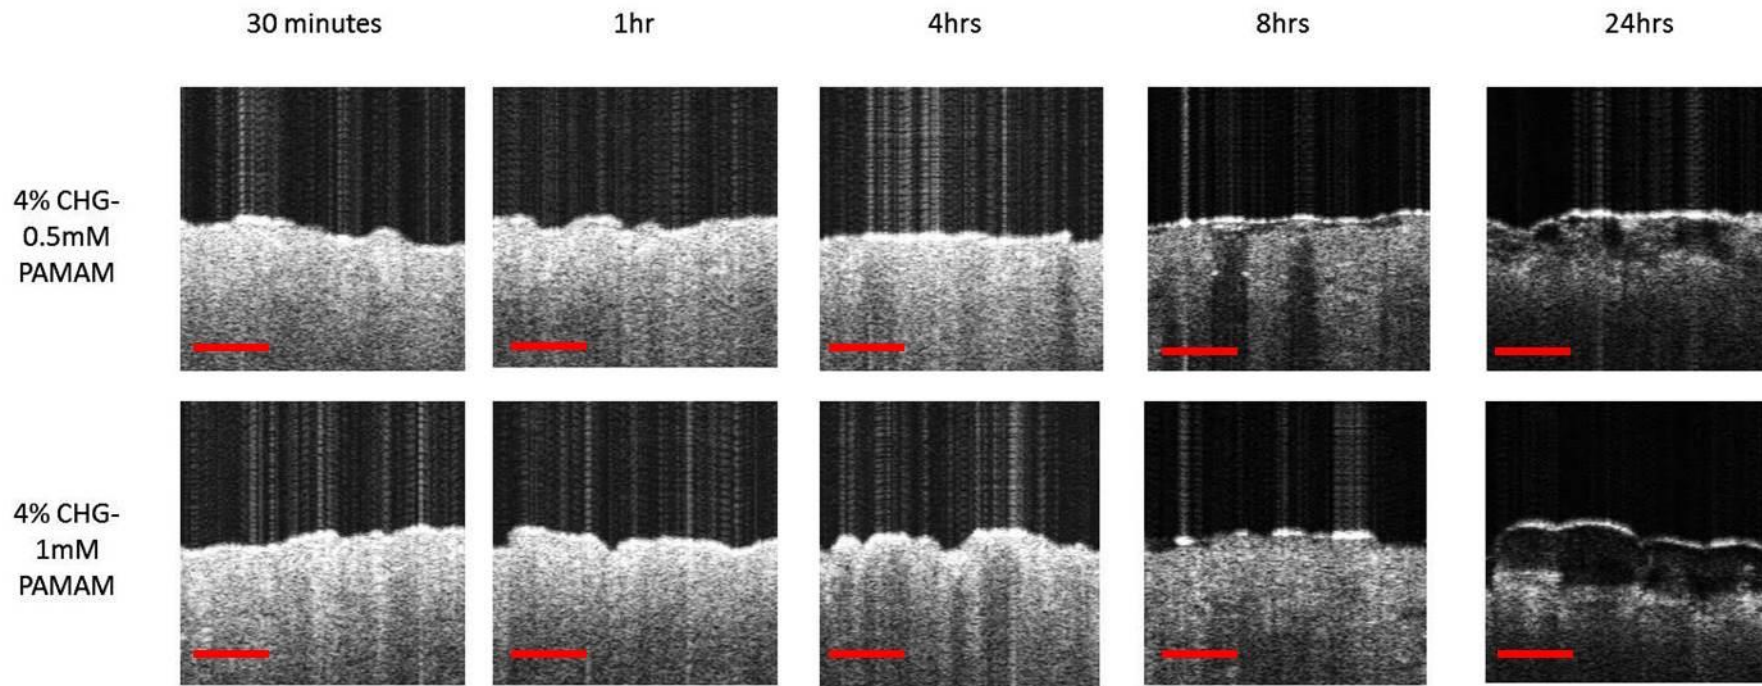 30 minutes 1hr 4hrs 8hrs 24hrs
4% CHG-
0.5mM
PAMAM
4% CHG-
1mM
PAMAM